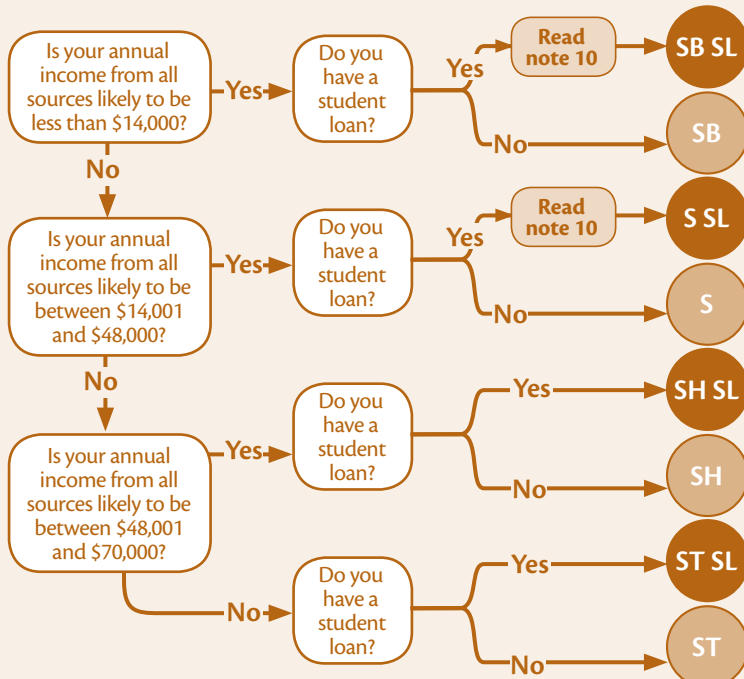 Is your annual
income from all
sources likely to be
less than $14,000?
Yes
Do you
have a
student
loan?
Yes
Read
note 10
SB SL
No
SB
No
Is your annual
income from all
sources likely to be
between $14,001
and $48,000?
Yes
Do you
have a
student
loan?
Yes
Read
note 10
S SL
No
S
No
Is your annual
income from all
sources likely to be
between $48,001
and $70,000?
Yes
Do you
have a
student
loan?
Yes
SH SL
No
SH
No
Do you
have a
student
loan?
Yes
ST SL
No
ST